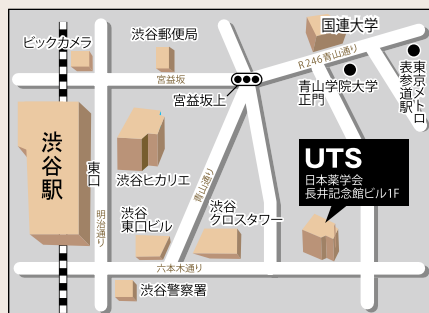 国連大学
ビックカメラ
渋谷郵便局
R246青山通り
宮益坂
宮益坂上
青山学院大学
正門
東京メトロ
表参道駅
渋谷駅
東口
渋谷ヒカリエ
青山通り
UTS
日本薬学会
長井記念館ビル1F
明治通り
渋谷
東口ビル
渋谷
クロスタワー
六本木通り
渋谷警察署